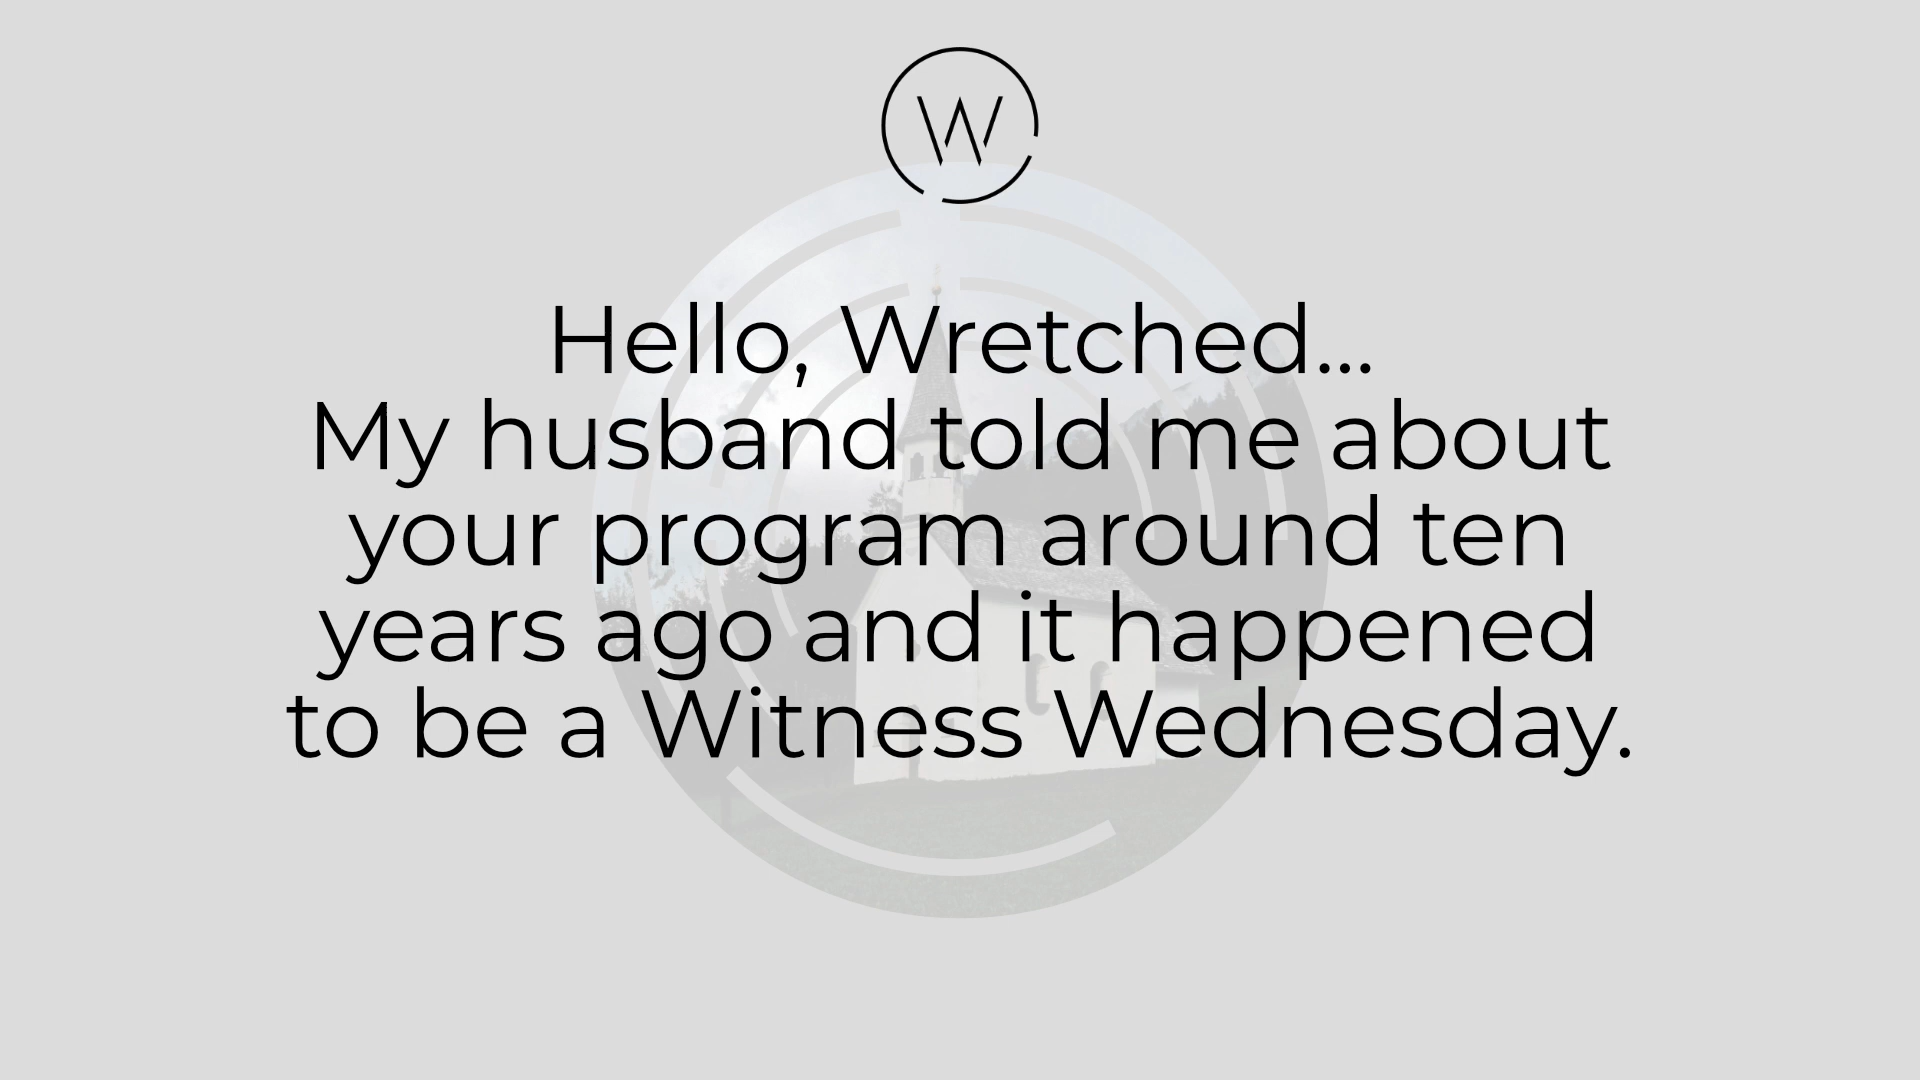 W
Hello, Wretched...
My husband told me about
your program around ten
years ago and it happened
to be a Witness Wednesday.